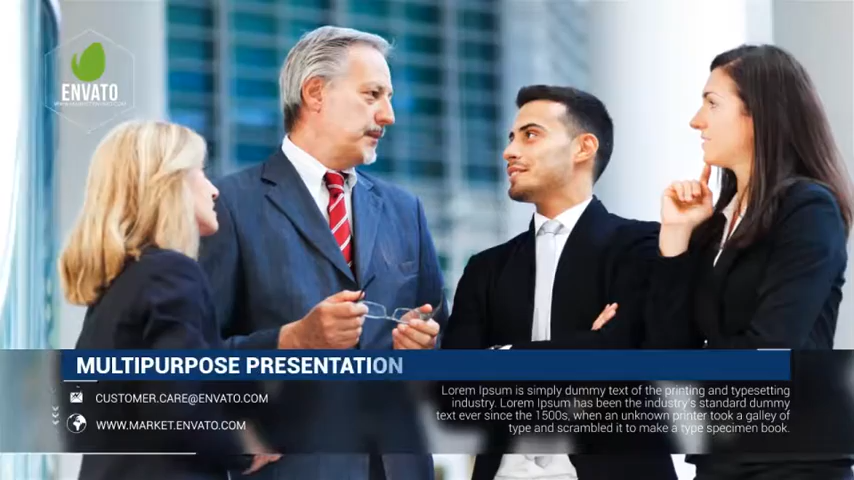 ENVATO
MULTIPURPOSE PRESENTATION
CUSTOMER.CARE@ENVATO.COM
WWW.MARKET.ENVATO.COM
Lorem Ipsum is simply dummy text of the printing and typesetting
industry. Lorem Ipsum has been the industry's standard dummy
text ever since the 1500s, when an unknown printer took a galley of
type and scrambled it to make a type specimen book.